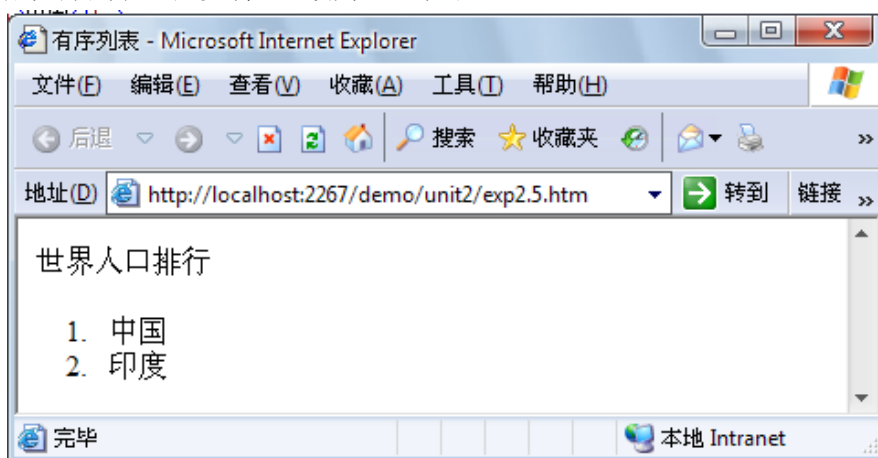 有序列表 - Microsoft Internet Explorer
文件(F) 编辑(E) 查看(V) 收藏(A) 工具(T) 帮助(H)
后退 搜索 收藏夹 »
地址(D) http://localhost:2267/demo/unit2/exp2.5.htm 转到 链接 »
世界人口排行
1. 中国
2. 印度
完毕 本地 Intranet